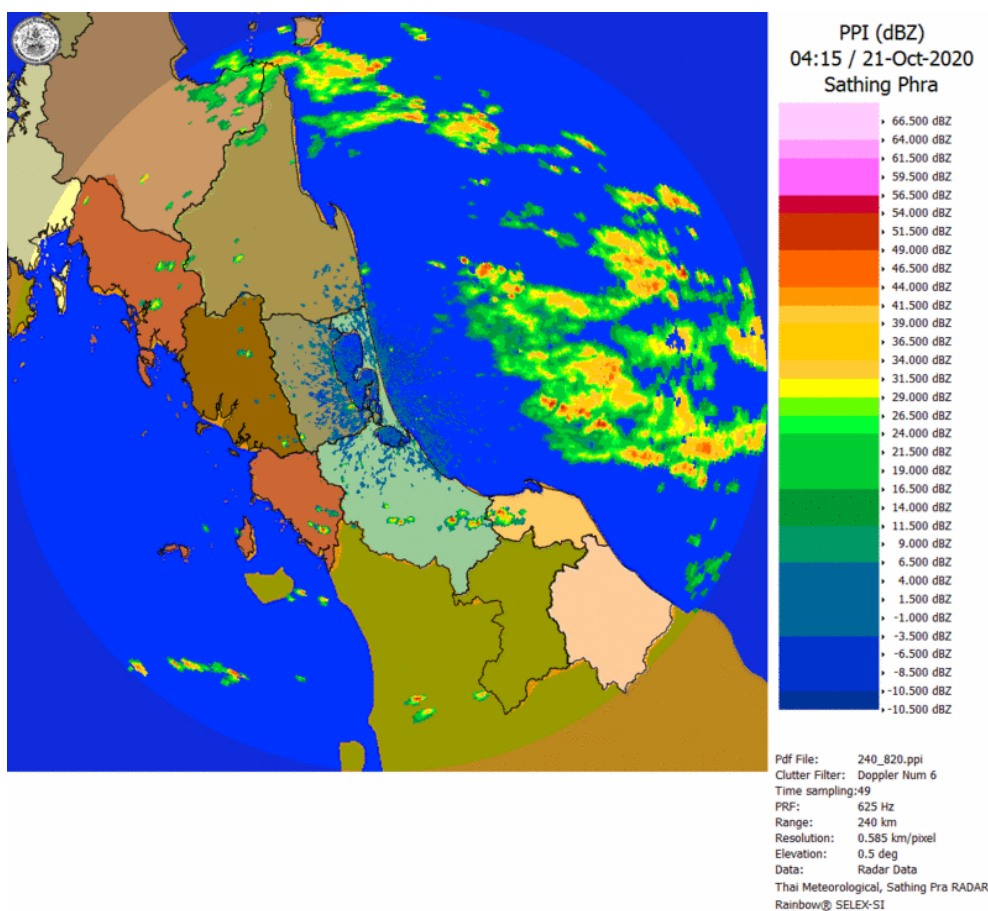 PPI (dBZ)
04:15 / 21-Oct-2020
Sathing Phra
66.500 dBZ
64.000 dBZ
61.500 dBZ
59.500 dBZ
56.500 dBZ
54.000 dBZ
51.500 dBZ
49.000 dBZ
46.500 dBZ
44.000 dBZ
41.500 dBZ
39.000 dBZ
36.500 dBZ
34.000 dBZ
31.500 dBZ
29.000 dBZ
26.500 dBZ
24.000 dBZ
21.500 dBZ
19.000 dBZ
16.500 dBZ
14.000 dBZ
11.500 dBZ
9.000 dBZ
6.500 dBZ
4.000 dBZ
1.500 dBZ
-1.000 dBZ
-3.500 dBZ
-6.500 dBZ
-8.500 dBZ
-10.500 dBZ
-10.500 dBZ
Pdf File: 240_820.ppi
Clutter Filter: Doppler Num 6
Time sampling:49
PRF: 625 Hz
Range: 240 km
Resolution: 0.585 km/pixel
Elevation: 0.5 deg
Data: Radar Data
Thai Meteorological, Sathing Pra RADAR
Rainbow® SELEX-SI